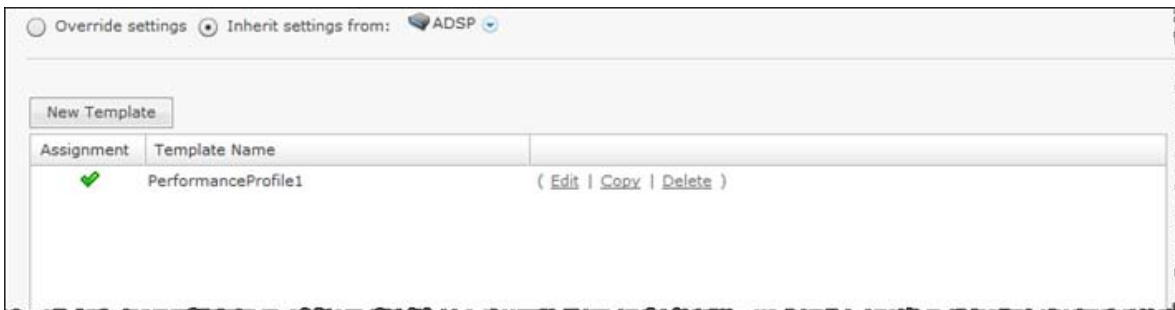 Override settings Inherit settings from: ADSP
New Template
Assignment Template Name
PerformanceProfile1 ( Edit | Copy | Delete )